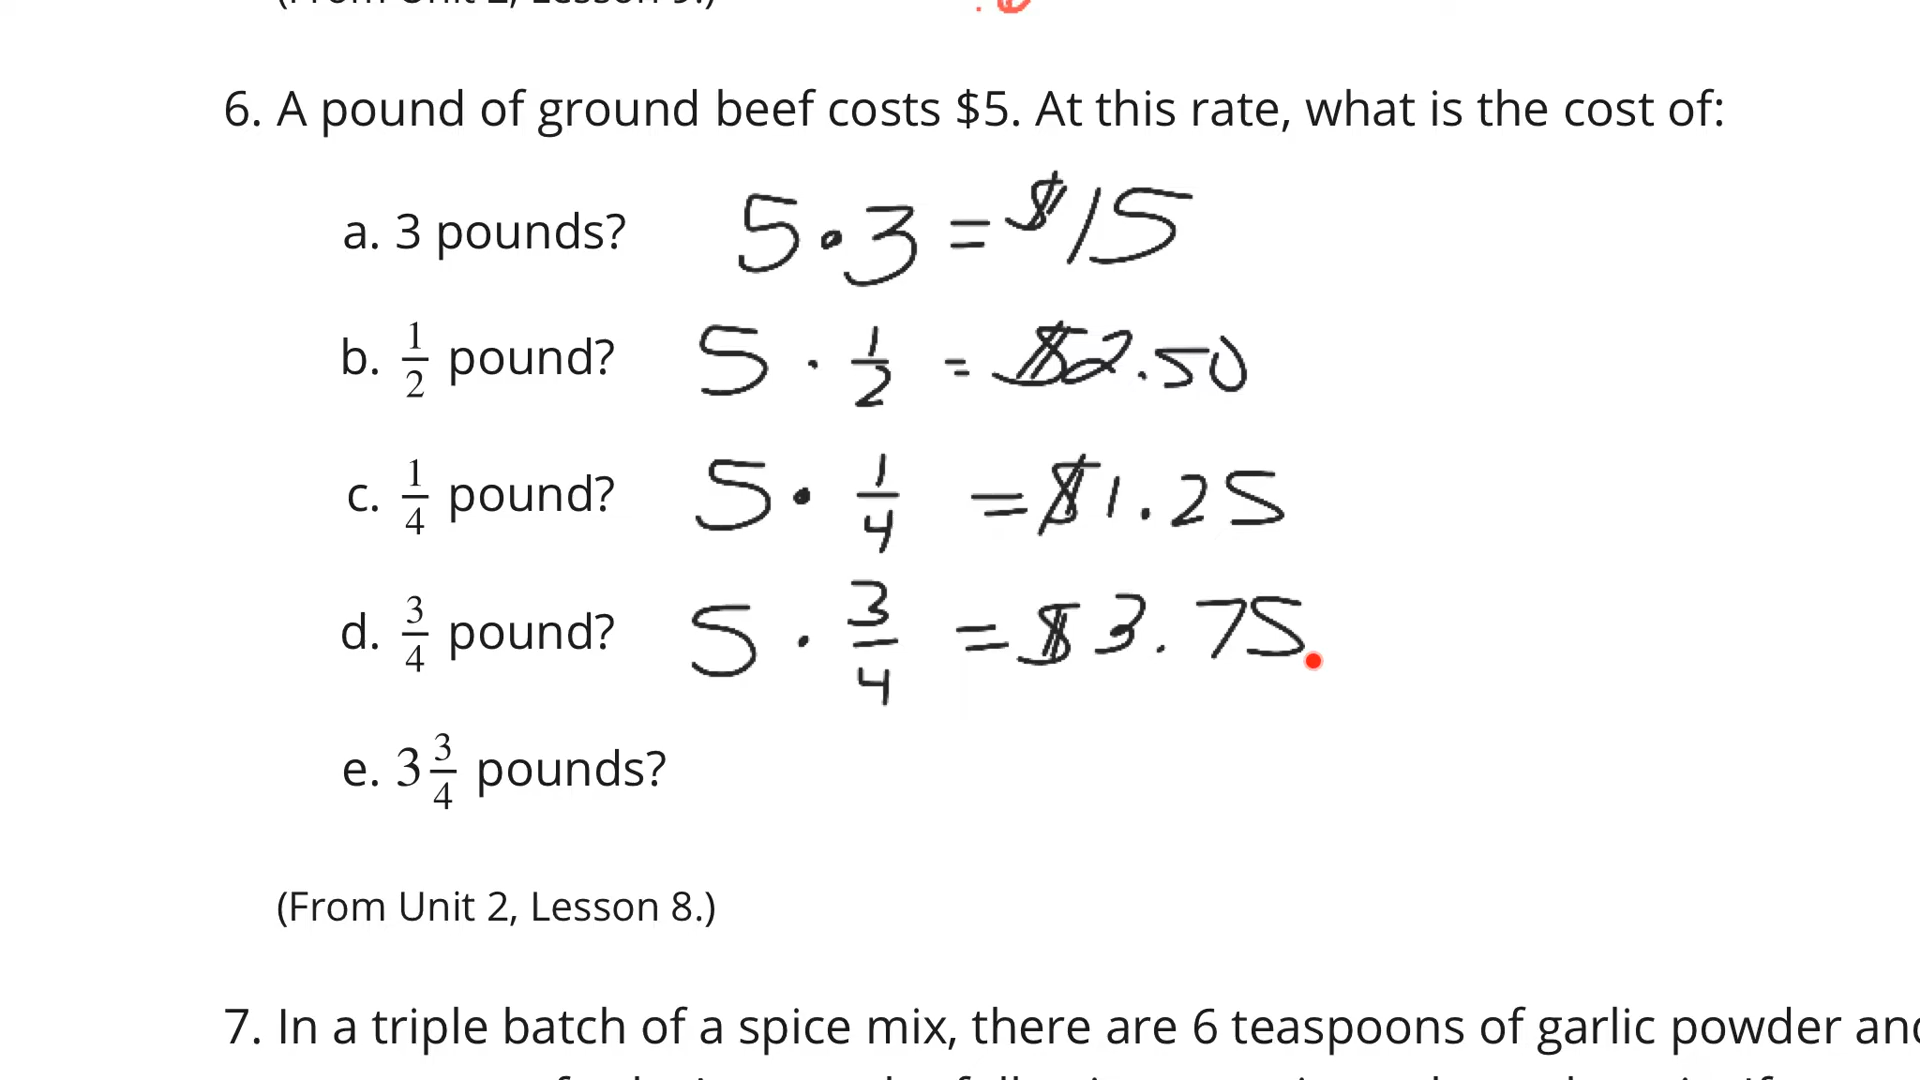 6. A pound of ground beef costs $5. At this rate, what is the cost of:
a. 3 pounds? 5 · 3 = $15
b. 1/2 pound? 5 · 1/2 = $2.50
c. 1/4 pound? 5 · 1/4 = $1.25
d. 3/4 pound? 5 · 3/4 = $3.75
e. 3 3/4 pounds?
(From Unit 2, Lesson 8.)
7. In a triple batch of a spice mix, there are 6 teaspoons of garlic powder